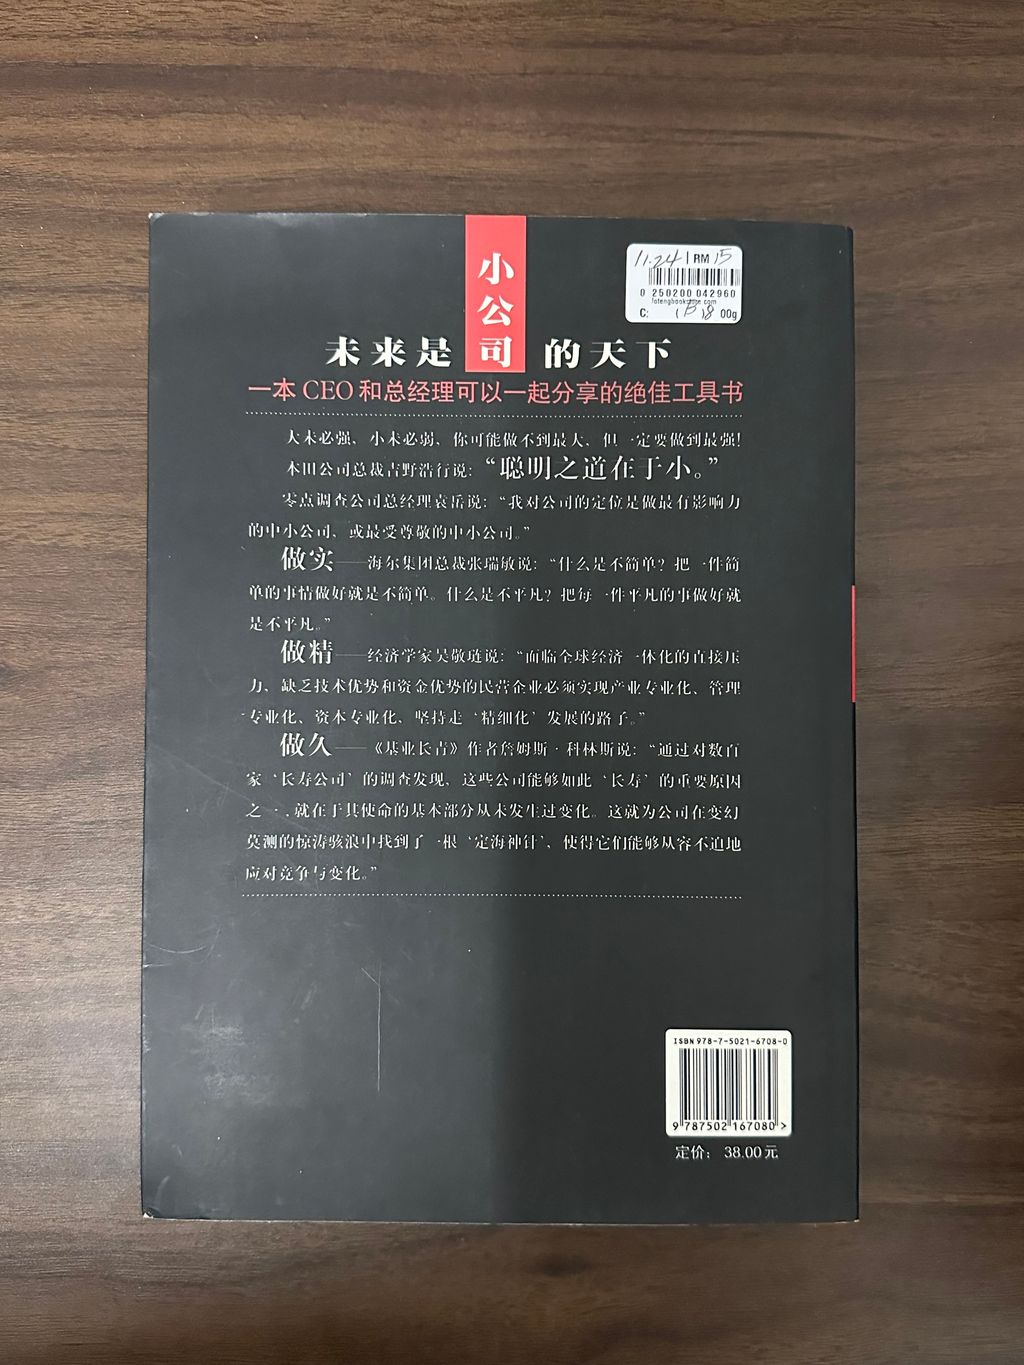 未来是小公司的天下
11.24 | RM 15
0 250200 042960
C: 00g
一本CEO和总经理可以一起分享的绝佳工具书
大未必强、小未必弱、你可能做不到最大、但一定要做到最强!
本田公司总裁吉野浩行说:“聪明之道在于小。”
零点调查公司总经理袁岳说:“我对公司的定位是做最有影响力
的中小公司、或最受尊敬的中小公司。”
做实——海尔集团总裁张瑞敏说:“什么是不简单?把一件简
单的事情做好就是不简单。什么是不平凡?把每一件平凡的事做好就
是不平凡。”
做精——经济学家吴敬琏说:“面临全球经济一体化的直接压
力、缺乏技术优势和资金优势的民营企业必须实现产业专业化、管理
专业化、资本专业化、坚持走‘精细化’发展的路子。”
做久——《基业长青》作者詹姆斯·科林斯说:“通过对数百
家‘长寿公司’的调查发现、这些公司能够如此‘长寿’的重要原因
之一、就在于其使命的基本部分从未发生过变化。这就为公司在变幻
莫测的惊涛骇浪中找到了一根‘定海神针’、使得它们能够从容不迫地
应对竞争与变化。”
ISBN 978-7-5021-6708-0
9 787502 167080 >
定价: 38.00元